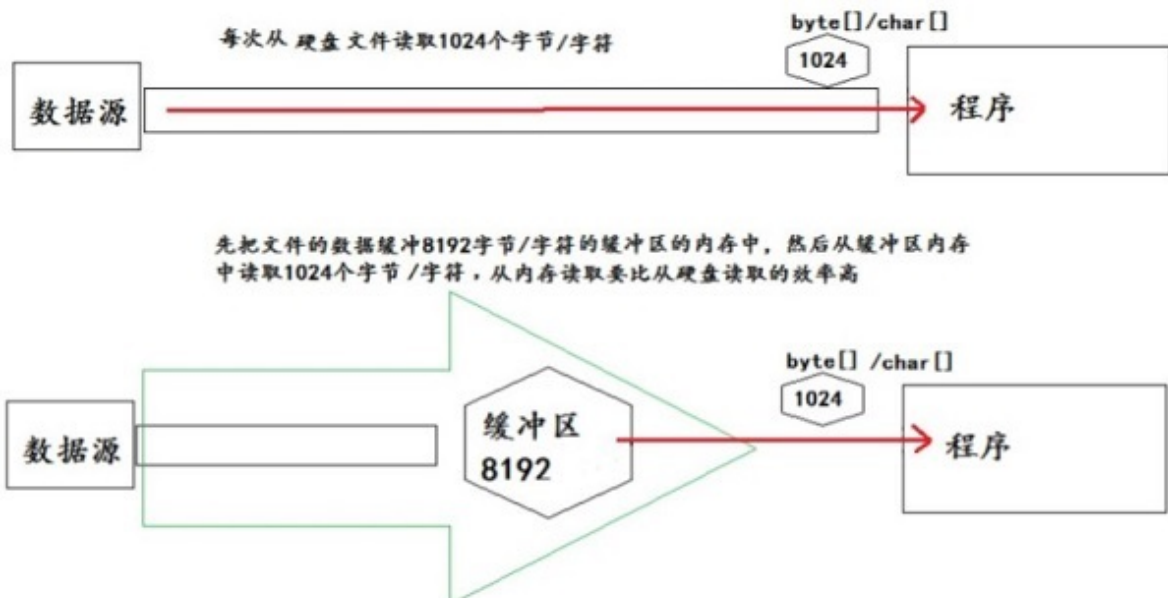 每次从 硬盘 文件读取1024个字节/字符
byte[]/char[]
1024
数据源
程序
先把文件的数据缓冲8192字节/字符的缓冲区的内存中，然后从缓冲区内存
中读取1024个字节 /字符 ，从内存读取要比从硬盘读取的效率高
byte[] /char[]
1024
缓冲区
8192
数据源
程序